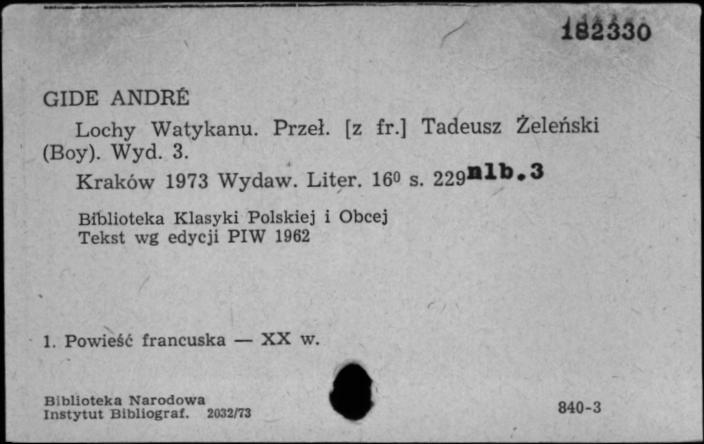 182330
GIDE ANDRÉ
Lochy Watykanu. Przeł. [z fr.] Tadeusz Żeleński
(Boy). Wyd. 3.
Kraków 1973 Wydaw. Liter. 16⁰ s. 229 nlb.3
Biblioteka Klasyki Polskiej i Obcej
Tekst wg edycji PIW 1962
1. Powieść francuska — XX w.
Biblioteka Narodowa
Instytut Bibliograf. 2032/73
840-3